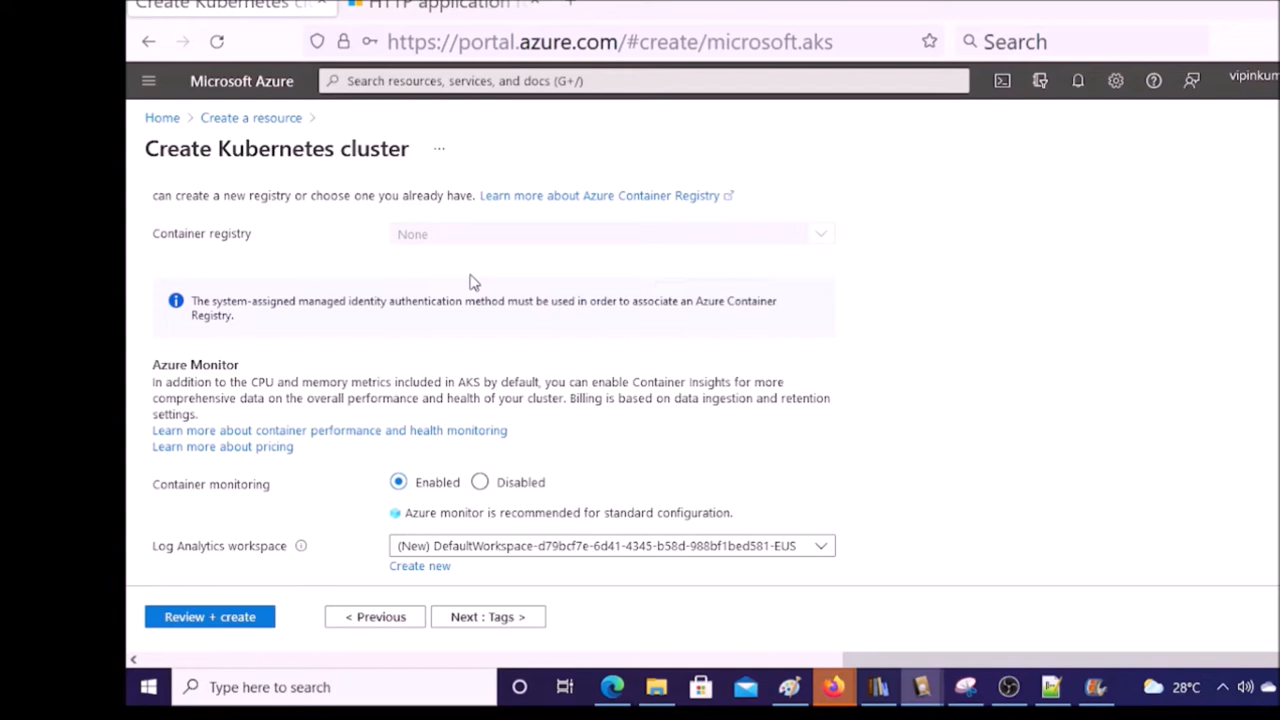 Create Kubernetes cl
HTTP application r
https://portal.azure.com/#create/microsoft.aks
Search
Microsoft Azure
Search resources, services, and docs (G+/)
vipinkum
Home > Create a resource >
Create Kubernetes cluster ...
can create a new registry or choose one you already have. Learn more about Azure Container Registry
Container registry
None
The system-assigned managed identity authentication method must be used in order to associate an Azure Container
Registry.
Azure Monitor
In addition to the CPU and memory metrics included in AKS by default, you can enable Container Insights for more
comprehensive data on the overall performance and health of your cluster. Billing is based on data ingestion and retention
settings.
Learn more about container performance and health monitoring
Learn more about pricing
Container monitoring
Enabled
Disabled
Azure monitor is recommended for standard configuration.
Log Analytics workspace
(New) DefaultWorkspace-d79bcf7e-6d41-4345-b58d-988bf1bed581-EUS
Create new
Review + create
< Previous
Next : Tags >
Type here to search
28°C